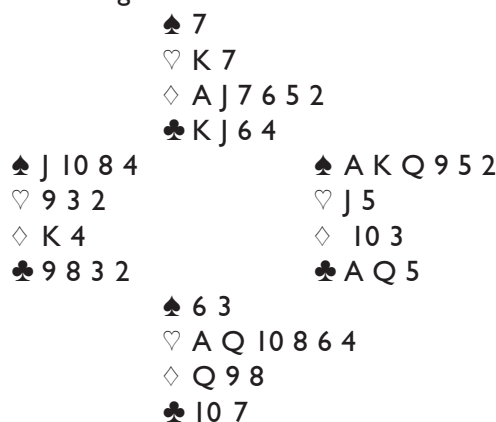 ♠ 7
♡ K 7
♢ A J 7 6 5 2
♣ K J 6 4
♠ J 10 8 4 ♠ A K Q 9 5 2
♡ 9 3 2 ♡ J 5
♢ K 4 ♢ 10 3
♣ 9 8 3 2 ♣ A Q 5
♠ 6 3
♡ A Q 10 8 6 4
♢ Q 9 8
♣ 10 7